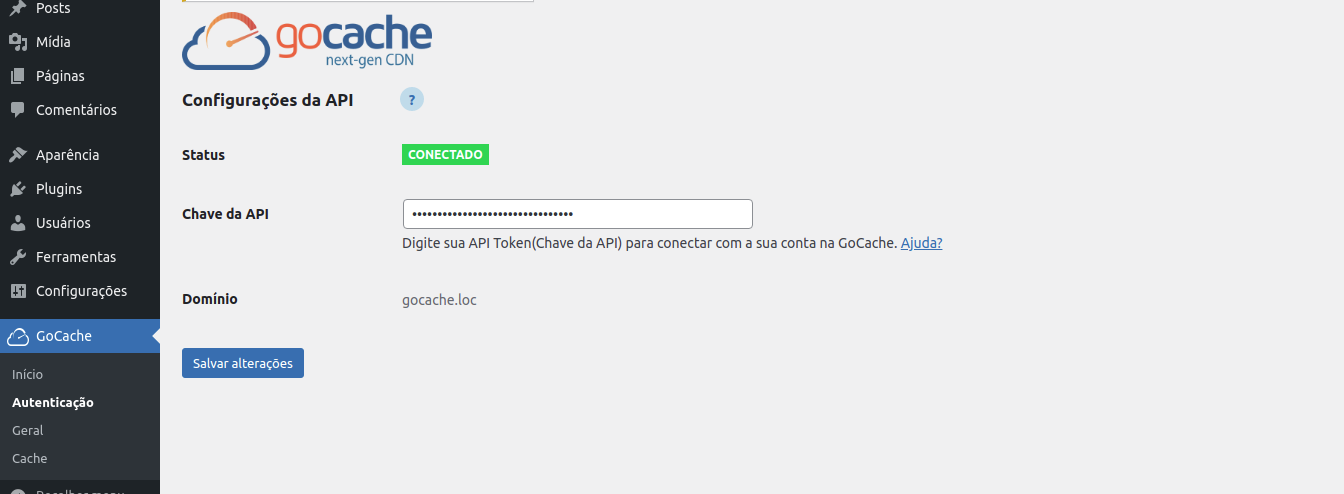 Posts
Mídia
Páginas
Comentários
Aparência
Plugins
Usuários
Ferramentas
Configurações
GoCache
Início
Autenticação
Geral
Cache
Recolher menu
gocache
next-gen CDN
Configurações da API ?
Status CONECTADO
Chave da API ••••••••••••••••••••••••••••••••
Digite sua API Token(Chave da API) para conectar com a sua conta na GoCache. Ajuda?
Domínio gocache.loc
Salvar alterações